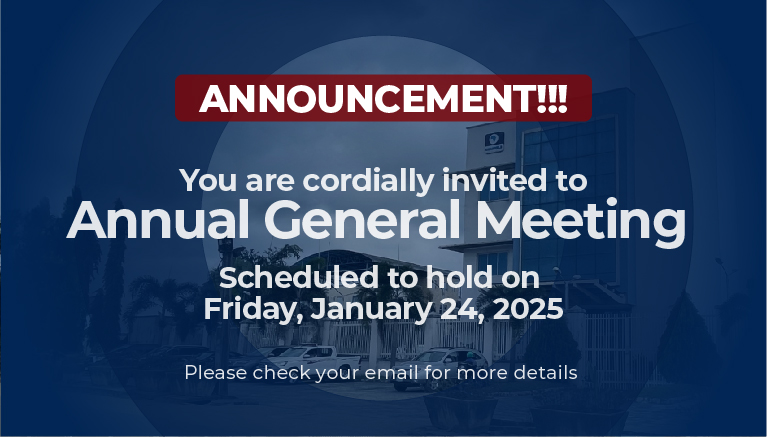 ANNOUNCEMENT!!!
You are cordially invited to
Annual General Meeting
Scheduled to hold on
Friday, January 24, 2025
Please check your email for more details